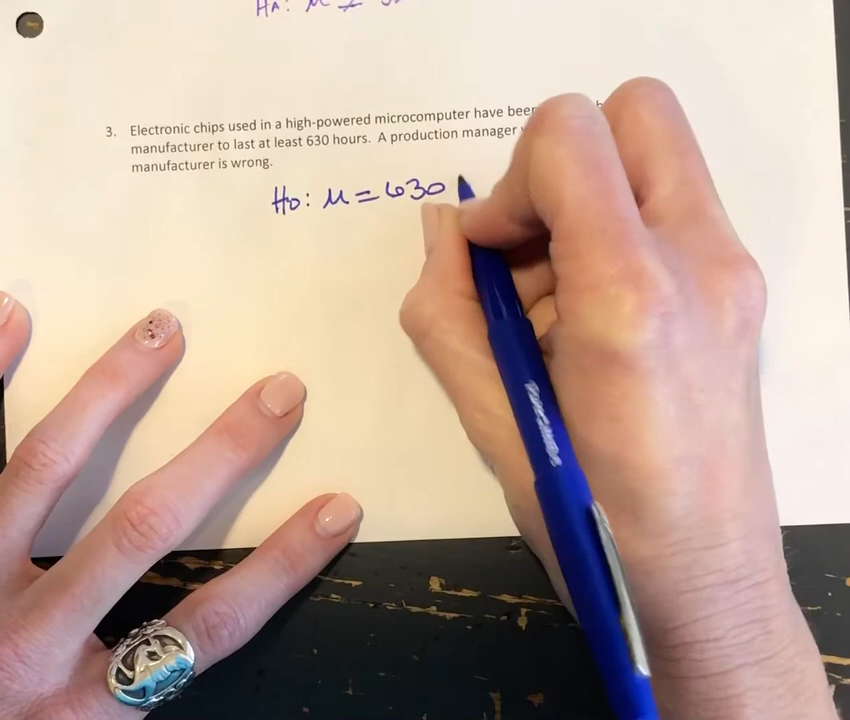 HA: μ ≠
3. Electronic chips used in a high-powered microcomputer have been
manufacturer to last at least 630 hours. A production manager
manufacturer is wrong.
Ho: μ = 630